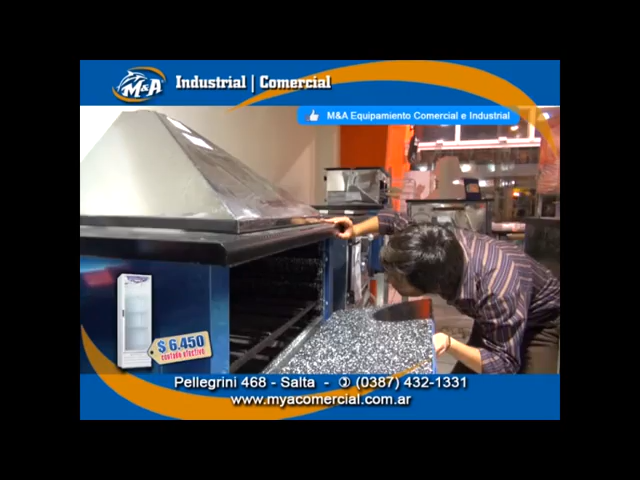 M&A
Industrial | Comercial
M&A Equipamiento Comercial e Industrial
$ 6.450
contado efectivo
Pellegrini 468 - Salta - (0387) 432-1331
www.myacomercial.com.ar